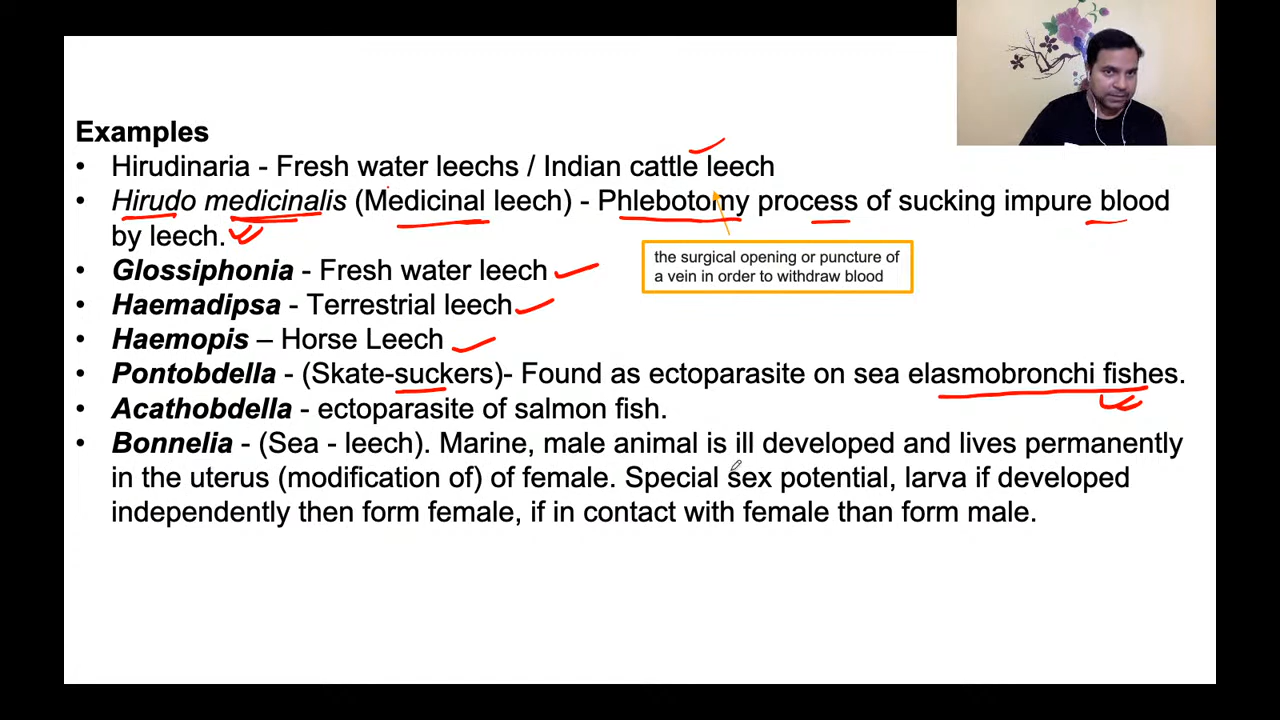 Examples
• Hirudinaria - Fresh water leechs / Indian cattle leech
• Hirudo medicinalis (Medicinal leech) - Phlebotomy process of sucking impure blood
by leech.
the surgical opening or puncture of
a vein in order to withdraw blood
• Glossiphonia - Fresh water leech
• Haemadipsa - Terrestrial leech
• Haemopis – Horse Leech
• Pontobdella - (Skate-suckers)- Found as ectoparasite on sea elasmobronchi fishes.
• Acathobdella - ectoparasite of salmon fish.
• Bonnelia - (Sea - leech). Marine, male animal is ill developed and lives permanently
in the uterus (modification of) of female. Special sex potential, larva if developed
independently then form female, if in contact with female than form male.